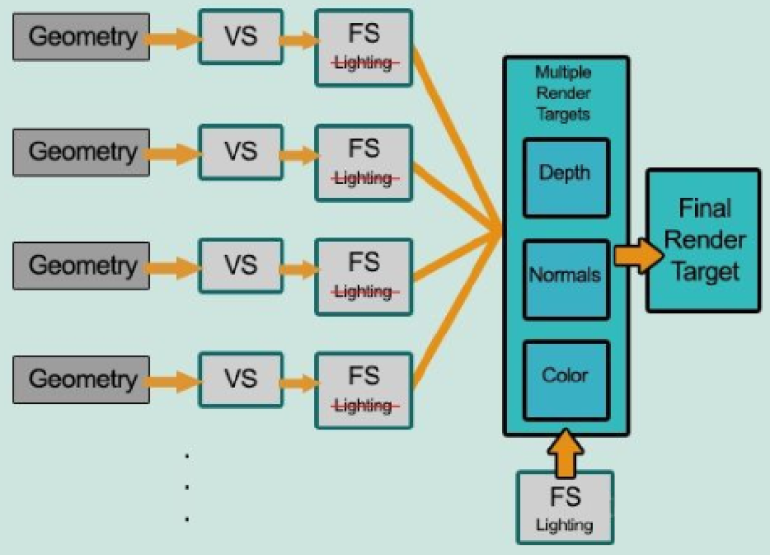 Geometry
VS
FS
Lighting
Geometry
VS
FS
Lighting
Geometry
VS
FS
Lighting
Geometry
VS
FS
Lighting
.
.
.
Multiple
Render
Targets
Depth
Normals
Color
FS
Lighting
Final
Render
Target